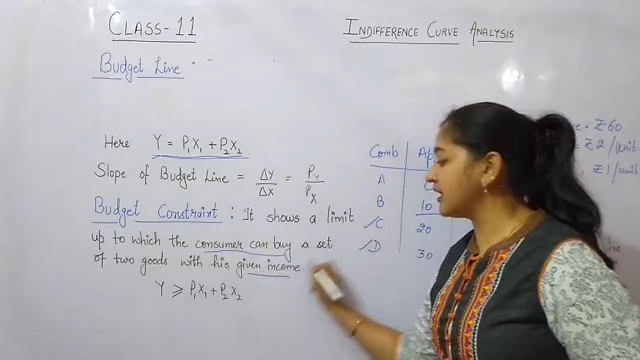 CLASS-11
INDIFFERENCE CURVE ANALYSIS
Budget Line :-
Here Y = P₁X₁ + P₂X₂
Slope of Budget Line = ΔY/ΔX = P_Y/P_X
Budget Constraint : It shows a limit
up to which the consumer can buy a set
of two goods with his given income
Y ⩾ P₁X₁ + P₂X₂
Comb
A
B 10
✓C 20
✓D 30
₹60
₹2/unit
₹1/unit